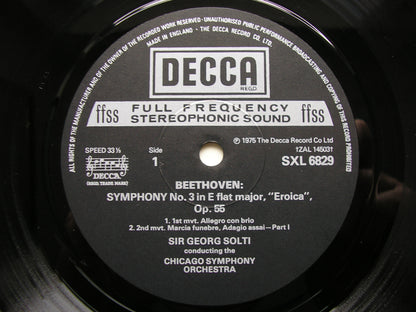 ALL RIGHTS OF THE MANUFACTURER AND OF THE OWNER OF THE RECORDED WORK RESERVED - UNAUTHORISED PUBLIC PERFORMANCE BROADCASTING AND COPYING OF THIS RECORD PROHIBITED
MADE IN ENGLAND - THE DECCA RECORD CO. LTD.
DECCA
REGD
ffss FULL FREQUENCY ffss
STEREOPHONIC SOUND
℗ 1975 The Decca Record Co Ltd
SPEED 33⅓ Side 1ZAL 145031
1 SXL 6829
DECCA
(REGD. TRADE MARK)
BEETHOVEN:
SYMPHONY No. 3 in E flat major, "Eroica",
Op. 55
1. 1st mvt. Allegro con brio
2. 2nd mvt. Marcia funebre, Adagio assai—Part I
SIR GEORG SOLTI
conducting the
CHICAGO SYMPHONY
ORCHESTRA